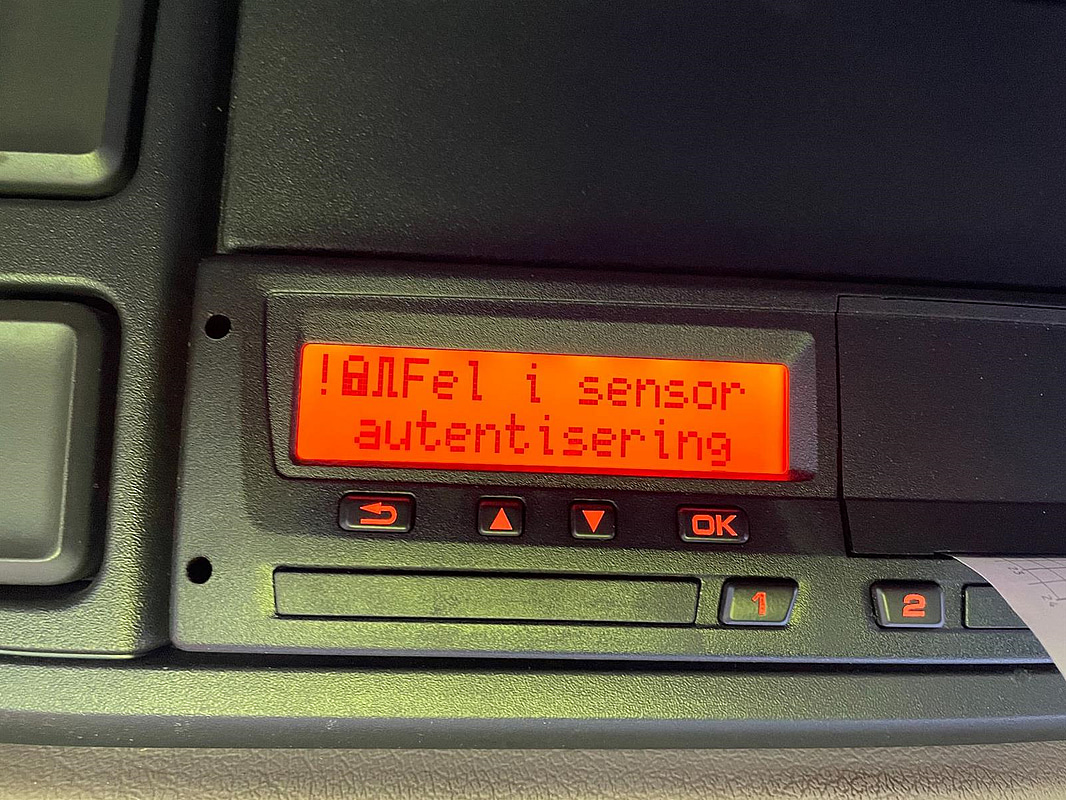 !Fel i sensor
autentisering
OK
1
2